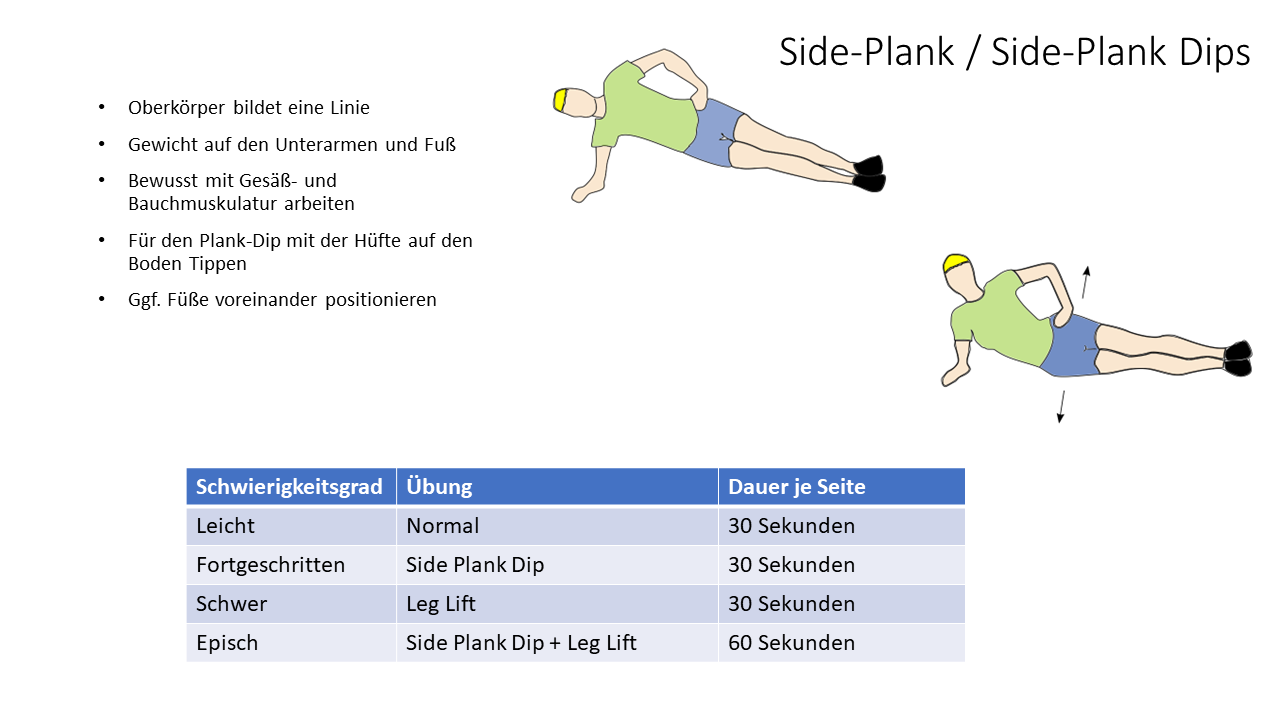 Side-Plank / Side-Plank Dips
• Oberkörper bildet eine Linie
• Gewicht auf den Unterarmen und Fuß
• Bewusst mit Gesäß- und
Bauchmuskulatur arbeiten
• Für den Plank-Dip mit der Hüfte auf den
Boden Tippen
• Ggf. Füße voreinander positionieren
Schwierigkeitsgrad Übung Dauer je Seite
Leicht Normal 30 Sekunden
Fortgeschritten Side Plank Dip 30 Sekunden
Schwer Leg Lift 30 Sekunden
Episch Side Plank Dip + Leg Lift 60 Sekunden